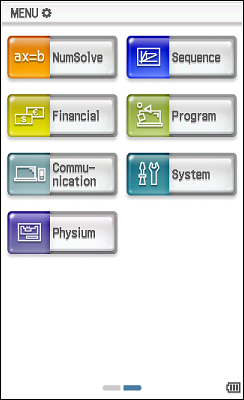 MENU
ax=b NumSolve
Sequence
Financial
Program
Commu-
nication
System
Physium